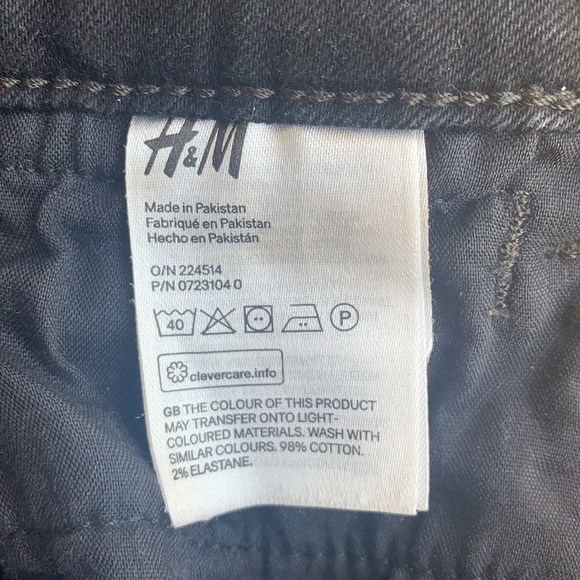 H&M
Made in Pakistan
Fabriqué en Pakistan
Hecho en Pakistán
O/N 224514
P/N 0723104 0
40 P
clevercare.info
GB THE COLOUR OF THIS PRODUCT
MAY TRANSFER ONTO LIGHT-
COLOURED MATERIALS. WASH WITH
SIMILAR COLOURS. 98% COTTON.
2% ELASTANE.